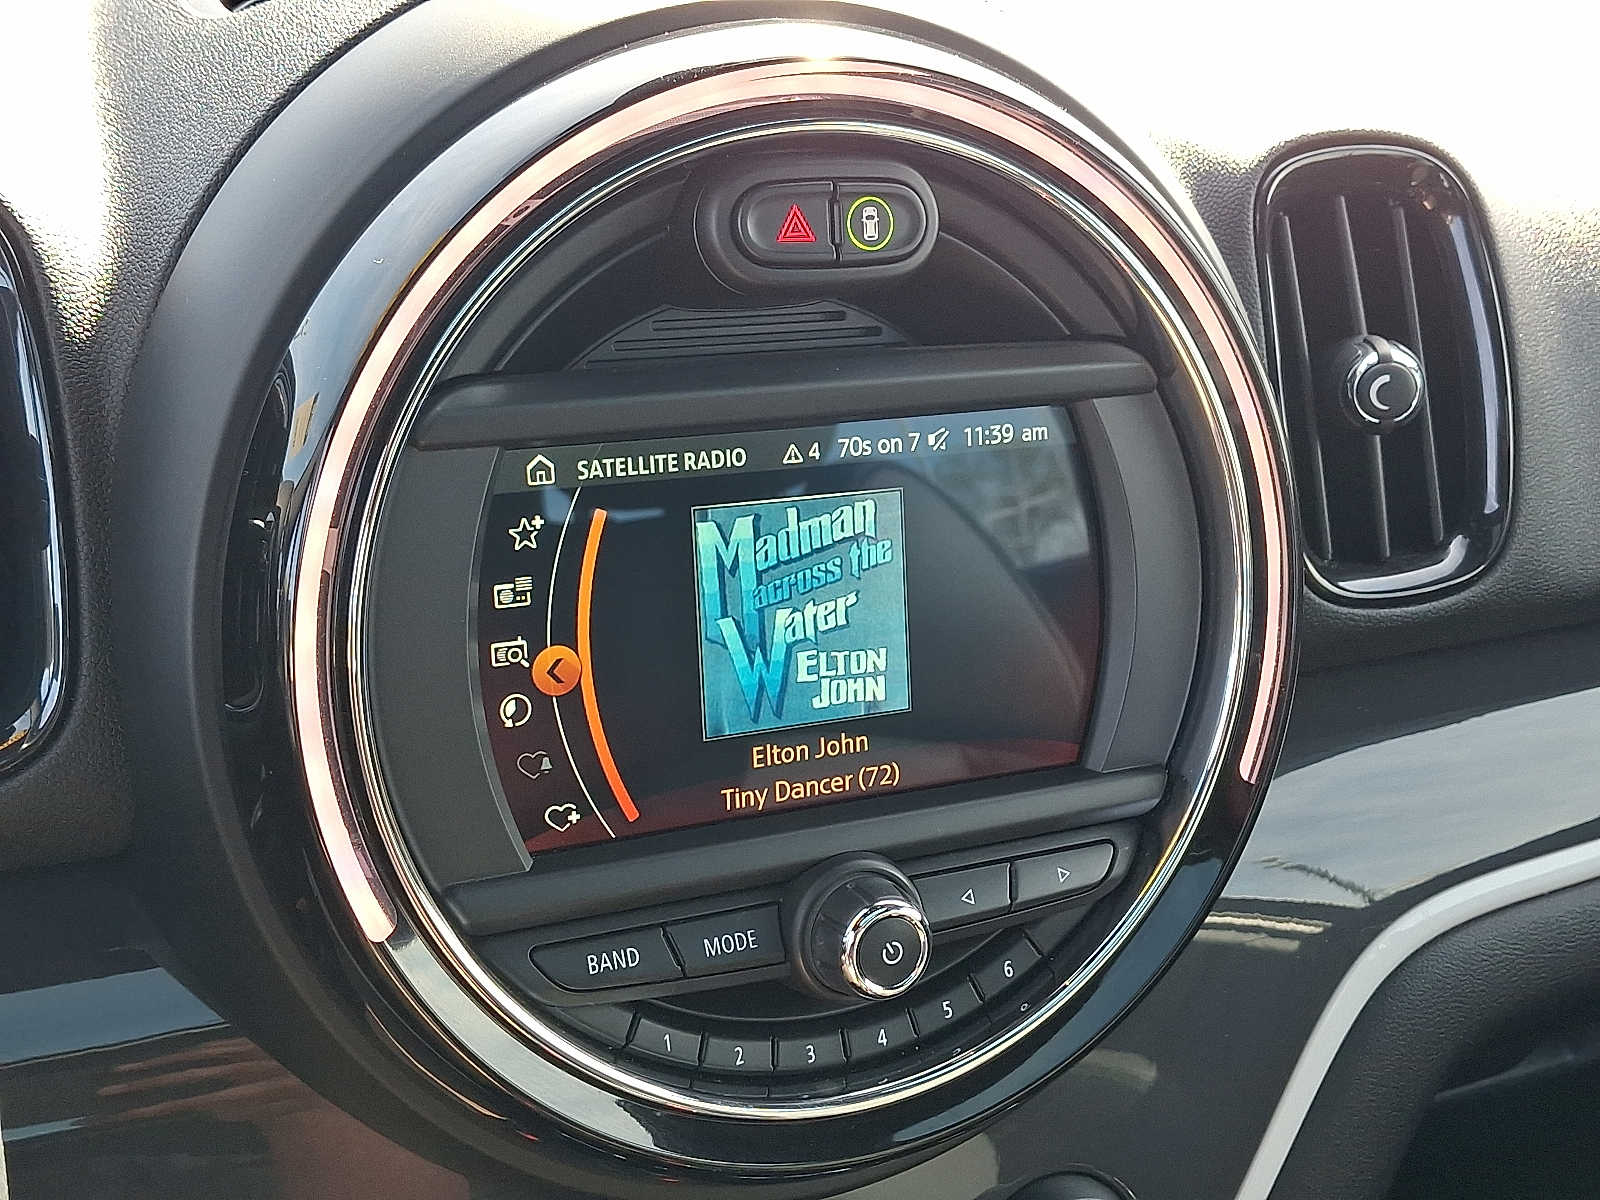 SATELLITE RADIO 4 70s on 7 11:39 am
Madman
across the
Water
ELTON
JOHN
Elton John
Tiny Dancer (72)
BAND MODE
1 2 3 4 5 6